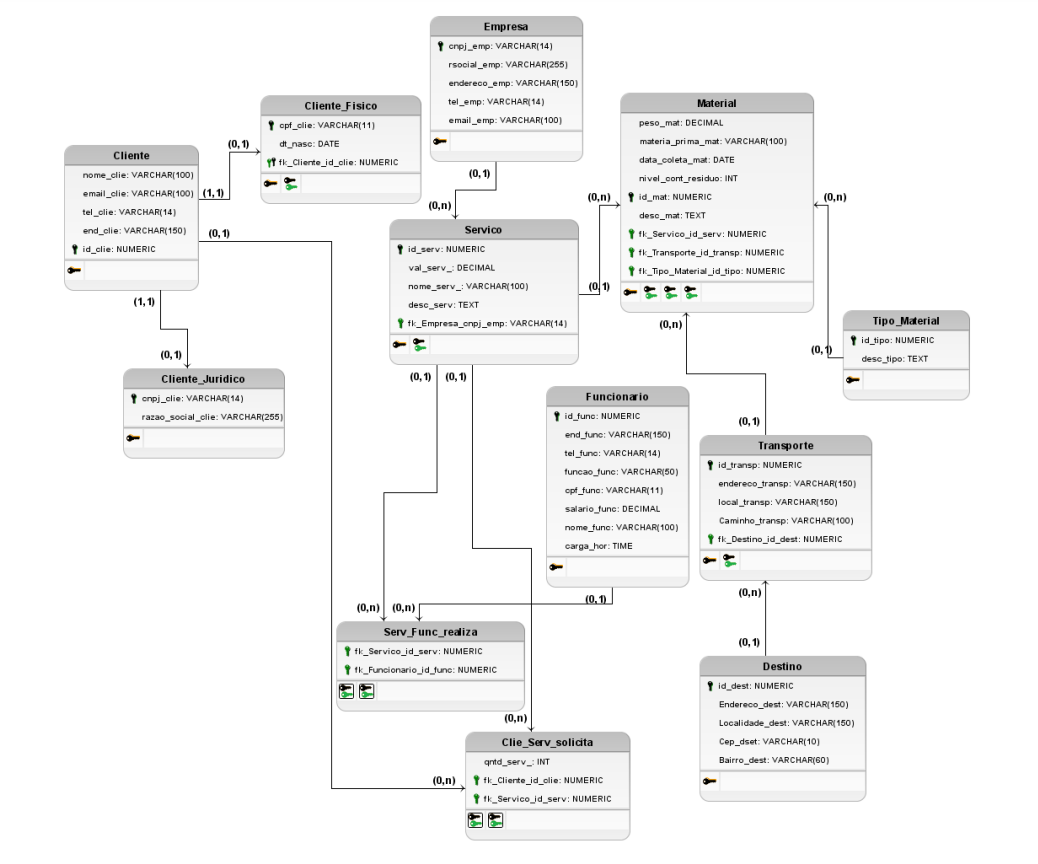 Empresa
cnpj_emp: VARCHAR(14)
rsocial_emp: VARCHAR(255)
endereco_emp: VARCHAR(150)
tel_emp: VARCHAR(14)
email_emp: VARCHAR(100)
Cliente_Fisico
cpf_clie: VARCHAR(11)
dt_nasc: DATE
fk_Cliente_id_clie: NUMERIC
Material
peso_mat: DECIMAL
materia_prima_mat: VARCHAR(100)
data_coleta_mat: DATE
nivel_cont_residuo: INT
id_mat: NUMERIC
desc_mat: TEXT
fk_Servico_id_serv: NUMERIC
fk_Transporte_id_transp: NUMERIC
fk_Tipo_Material_id_tipo: NUMERIC
Cliente
nome_clie: VARCHAR(100)
email_clie: VARCHAR(100)
tel_clie: VARCHAR(14)
end_clie: VARCHAR(150)
id_clie: NUMERIC
(0,1)
(1,1)
(0,1)
(1,1)
(0,1)
(0,1)
(0,n)
(0,n)
(0,1)
(0,n)
(0,1)
Servico
id_serv: NUMERIC
val_serv_: DECIMAL
nome_serv_: VARCHAR(100)
desc_serv: TEXT
fk_Empresa_cnpj_emp: VARCHAR(14)
Tipo_Material
id_tipo: NUMERIC
desc_tipo: TEXT
Cliente_Juridico
cnpj_clie: VARCHAR(14)
razao_social_clie: VARCHAR(255)
(0,1)
(0,1)
(0,n)
(0,1)
Funcionario
id_func: NUMERIC
end_func: VARCHAR(150)
tel_func: VARCHAR(14)
funcao_func: VARCHAR(50)
cpf_func: VARCHAR(11)
salario_func: DECIMAL
nome_func: VARCHAR(100)
carga_hor: TIME
Transporte
id_transp: NUMERIC
endereco_transp: VARCHAR(150)
local_transp: VARCHAR(150)
Caminho_transp: VARCHAR(100)
fk_Destino_id_dest: NUMERIC
(0,n)
(0,n)
(0,1)
(0,n)
(0,1)
Serv_Func_realiza
fk_Servico_id_serv: NUMERIC
fk_Funcionario_id_func: NUMERIC
Destino
id_dest: NUMERIC
Endereco_dest: VARCHAR(150)
Localidade_dest: VARCHAR(150)
Cep_dset: VARCHAR(10)
Bairro_dest: VARCHAR(60)
(0,n)
(0,n)
Clie_Serv_solicita
qntd_serv_: INT
fk_Cliente_id_clie: NUMERIC
fk_Servico_id_serv: NUMERIC